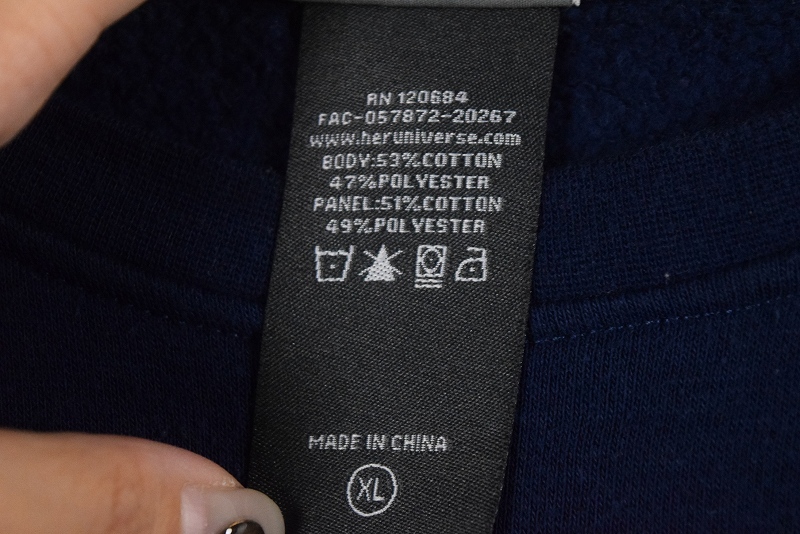 RN 120684
FAC-057872-20267
www.heruniverse.com
BODY:53%COTTON
47%POLYESTER
PANEL:51%COTTON
49%POLYESTER
MADE IN CHINA
XL